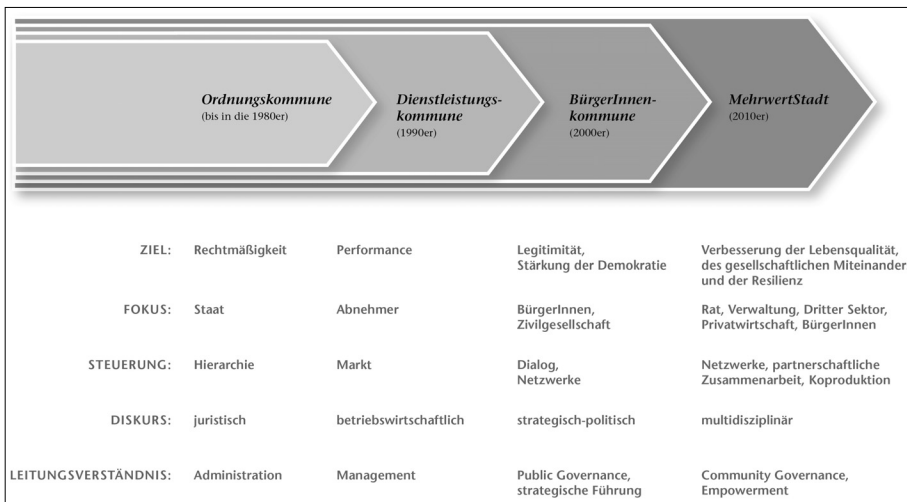 Ordnungskommune
(bis in die 1980er)
Dienstleistungs-
kommune
(1990er)
BürgerInnen-
kommune
(2000er)
MehrwertStadt
(2010er)
ZIEL: Rechtmäßigkeit Performance Legitimität, Verbesserung der Lebensqualität,
Stärkung der Demokratie des gesellschaftlichen Miteinander
und der Resilienz
FOKUS: Staat Abnehmer BürgerInnen, Rat, Verwaltung, Dritter Sektor,
Zivilgesellschaft Privatwirtschaft, BürgerInnen
STEUERUNG: Hierarchie Markt Dialog, Netzwerke, partnerschaftliche
Netzwerke Zusammenarbeit, Koproduktion
DISKURS: juristisch betriebswirtschaftlich strategisch-politisch multidisziplinär
LEITUNGSVERSTÄNDNIS: Administration Management Public Governance, Community Governance,
strategische Führung Empowerment